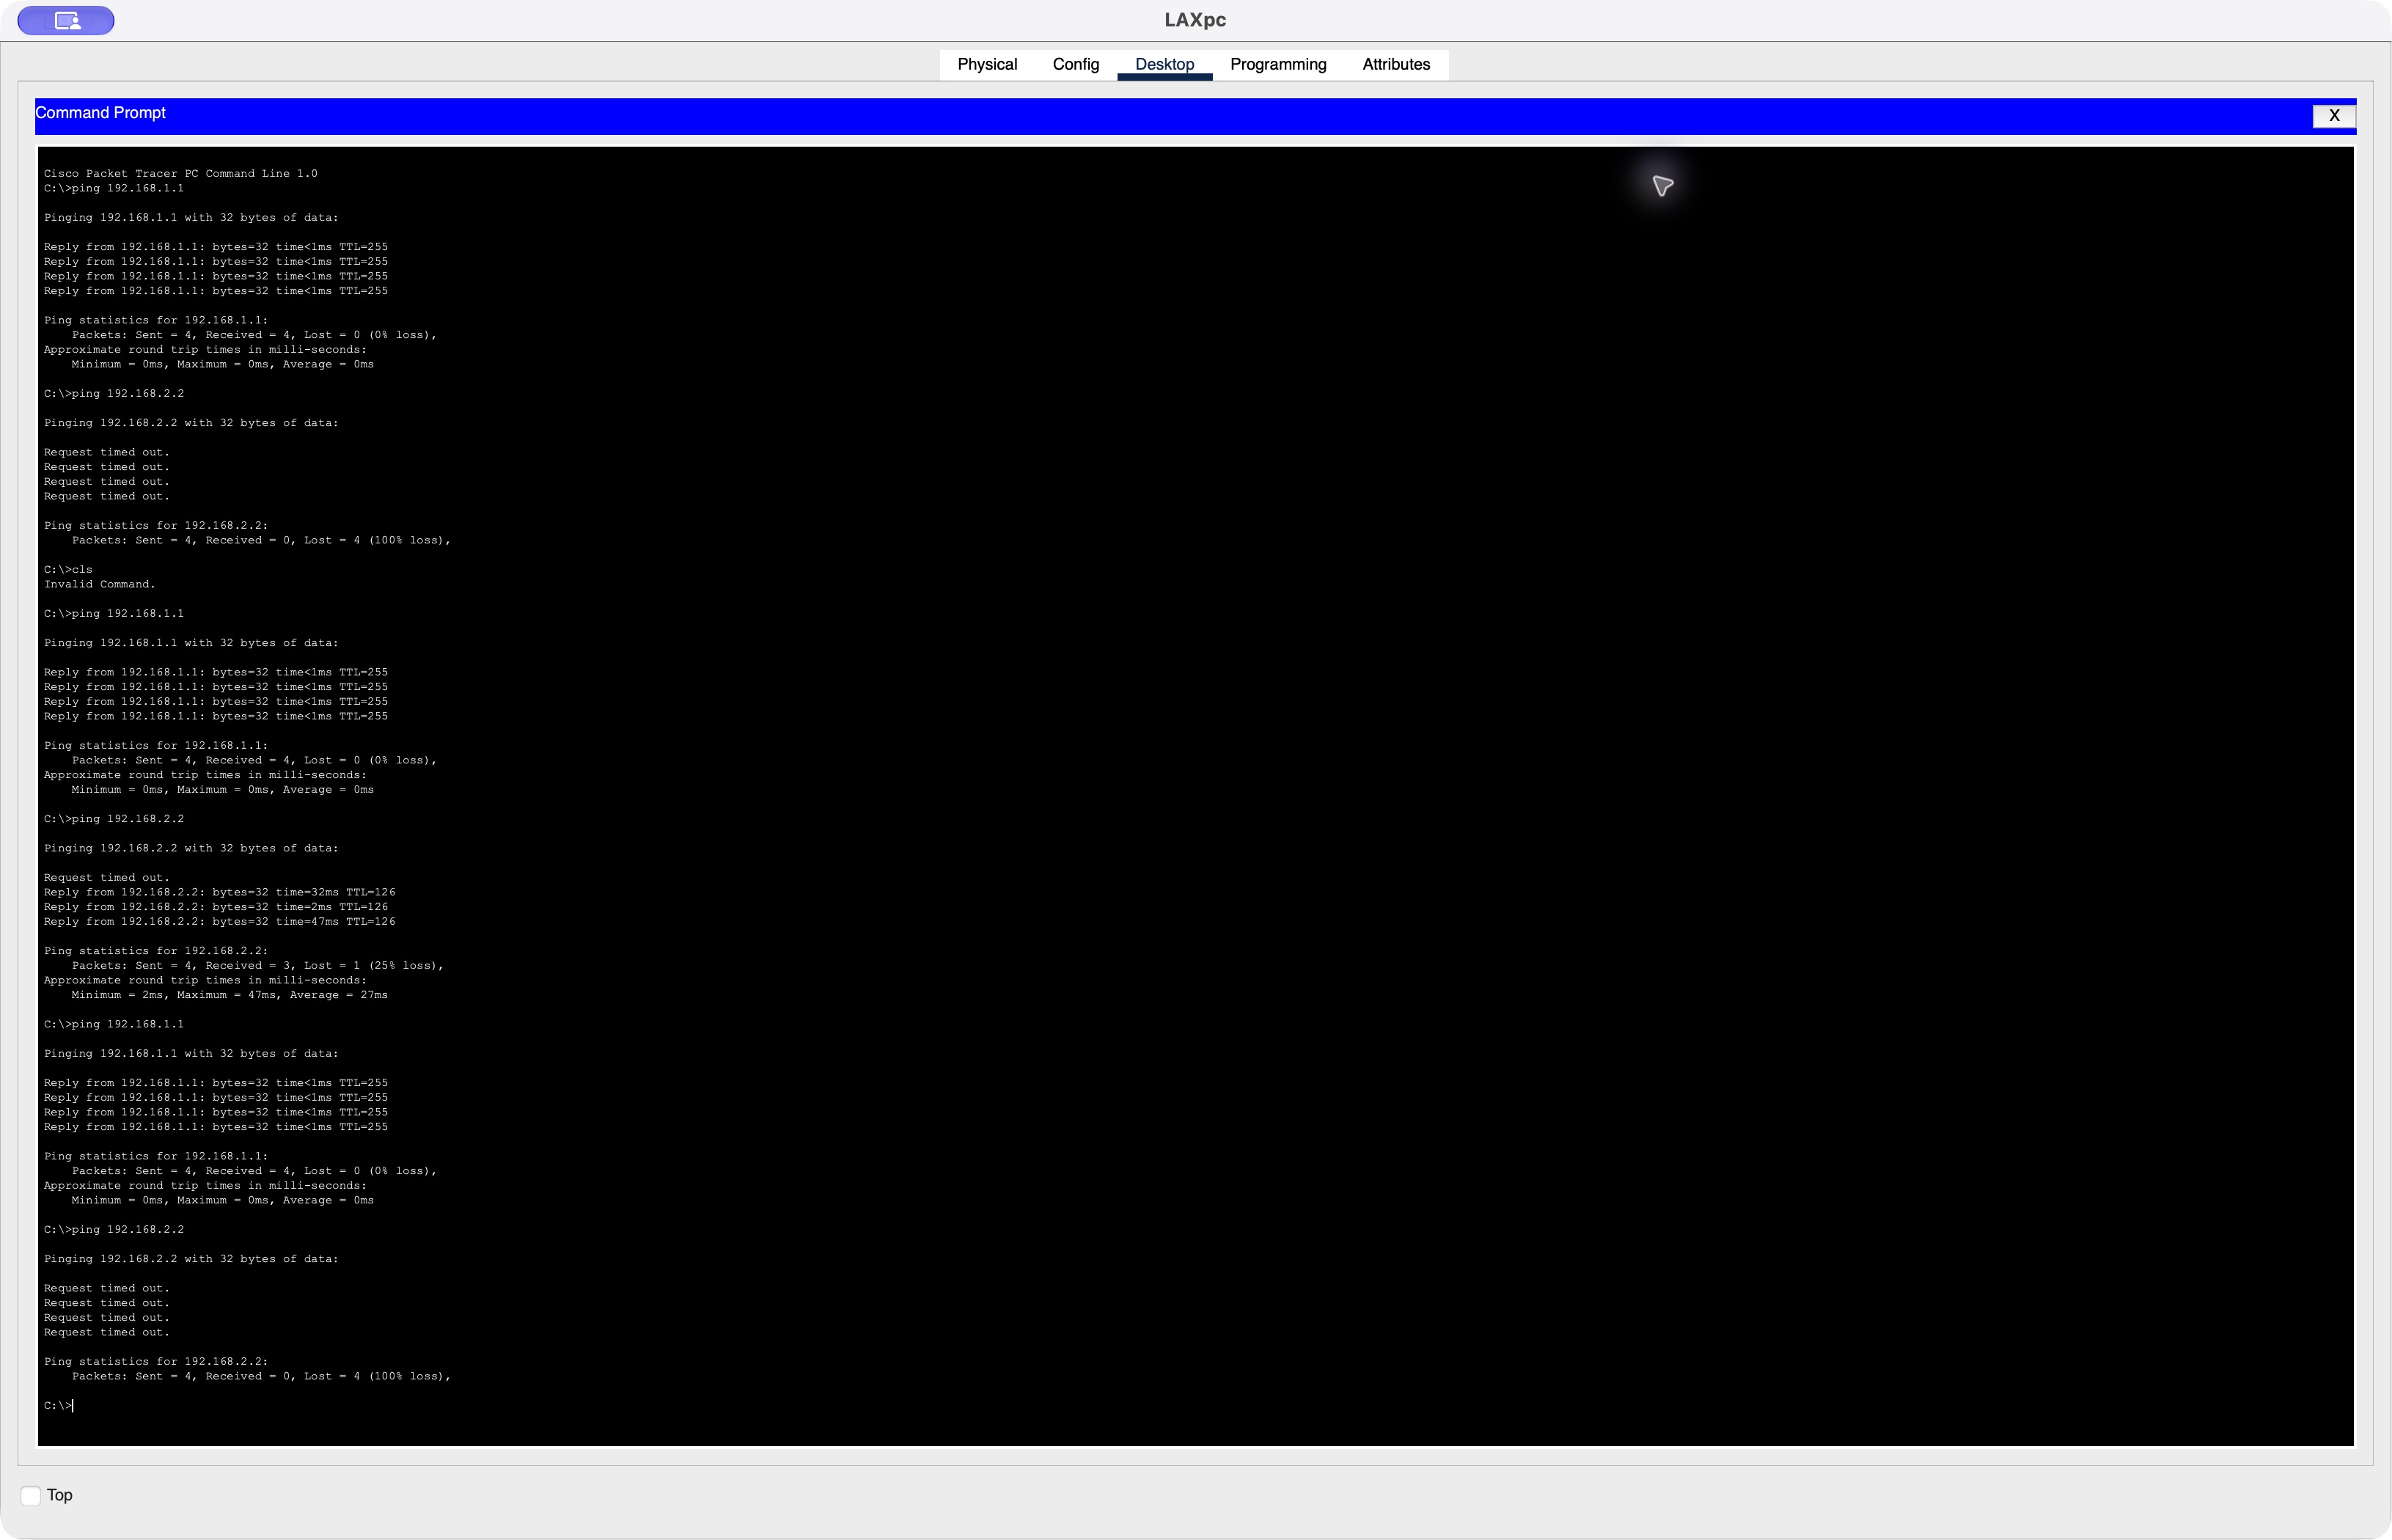 LAXpc
Physical Config Desktop Programming Attributes
Command Prompt
X
Cisco Packet Tracer PC Command Line 1.0
C:\>ping 192.168.1.1
Pinging 192.168.1.1 with 32 bytes of data:
Reply from 192.168.1.1: bytes=32 time<1ms TTL=255
Reply from 192.168.1.1: bytes=32 time<1ms TTL=255
Reply from 192.168.1.1: bytes=32 time<1ms TTL=255
Reply from 192.168.1.1: bytes=32 time<1ms TTL=255
Ping statistics for 192.168.1.1:
Packets: Sent = 4, Received = 4, Lost = 0 (0% loss),
Approximate round trip times in milli-seconds:
Minimum = 0ms, Maximum = 0ms, Average = 0ms
C:\>ping 192.168.2.2
Pinging 192.168.2.2 with 32 bytes of data:
Request timed out.
Request timed out.
Request timed out.
Request timed out.
Ping statistics for 192.168.2.2:
Packets: Sent = 4, Received = 0, Lost = 4 (100% loss),
C:\>cls
Invalid Command.
C:\>ping 192.168.1.1
Pinging 192.168.1.1 with 32 bytes of data:
Reply from 192.168.1.1: bytes=32 time<1ms TTL=255
Reply from 192.168.1.1: bytes=32 time<1ms TTL=255
Reply from 192.168.1.1: bytes=32 time<1ms TTL=255
Reply from 192.168.1.1: bytes=32 time<1ms TTL=255
Ping statistics for 192.168.1.1:
Packets: Sent = 4, Received = 4, Lost = 0 (0% loss),
Approximate round trip times in milli-seconds:
Minimum = 0ms, Maximum = 0ms, Average = 0ms
C:\>ping 192.168.2.2
Pinging 192.168.2.2 with 32 bytes of data:
Request timed out.
Reply from 192.168.2.2: bytes=32 time=32ms TTL=126
Reply from 192.168.2.2: bytes=32 time=2ms TTL=126
Reply from 192.168.2.2: bytes=32 time=47ms TTL=126
Ping statistics for 192.168.2.2:
Packets: Sent = 4, Received = 3, Lost = 1 (25% loss),
Approximate round trip times in milli-seconds:
Minimum = 2ms, Maximum = 47ms, Average = 27ms
C:\>ping 192.168.1.1
Pinging 192.168.1.1 with 32 bytes of data:
Reply from 192.168.1.1: bytes=32 time<1ms TTL=255
Reply from 192.168.1.1: bytes=32 time<1ms TTL=255
Reply from 192.168.1.1: bytes=32 time<1ms TTL=255
Reply from 192.168.1.1: bytes=32 time<1ms TTL=255
Ping statistics for 192.168.1.1:
Packets: Sent = 4, Received = 4, Lost = 0 (0% loss),
Approximate round trip times in milli-seconds:
Minimum = 0ms, Maximum = 0ms, Average = 0ms
C:\>ping 192.168.2.2
Pinging 192.168.2.2 with 32 bytes of data:
Request timed out.
Request timed out.
Request timed out.
Request timed out.
Ping statistics for 192.168.2.2:
Packets: Sent = 4, Received = 0, Lost = 4 (100% loss),
C:\>
Top